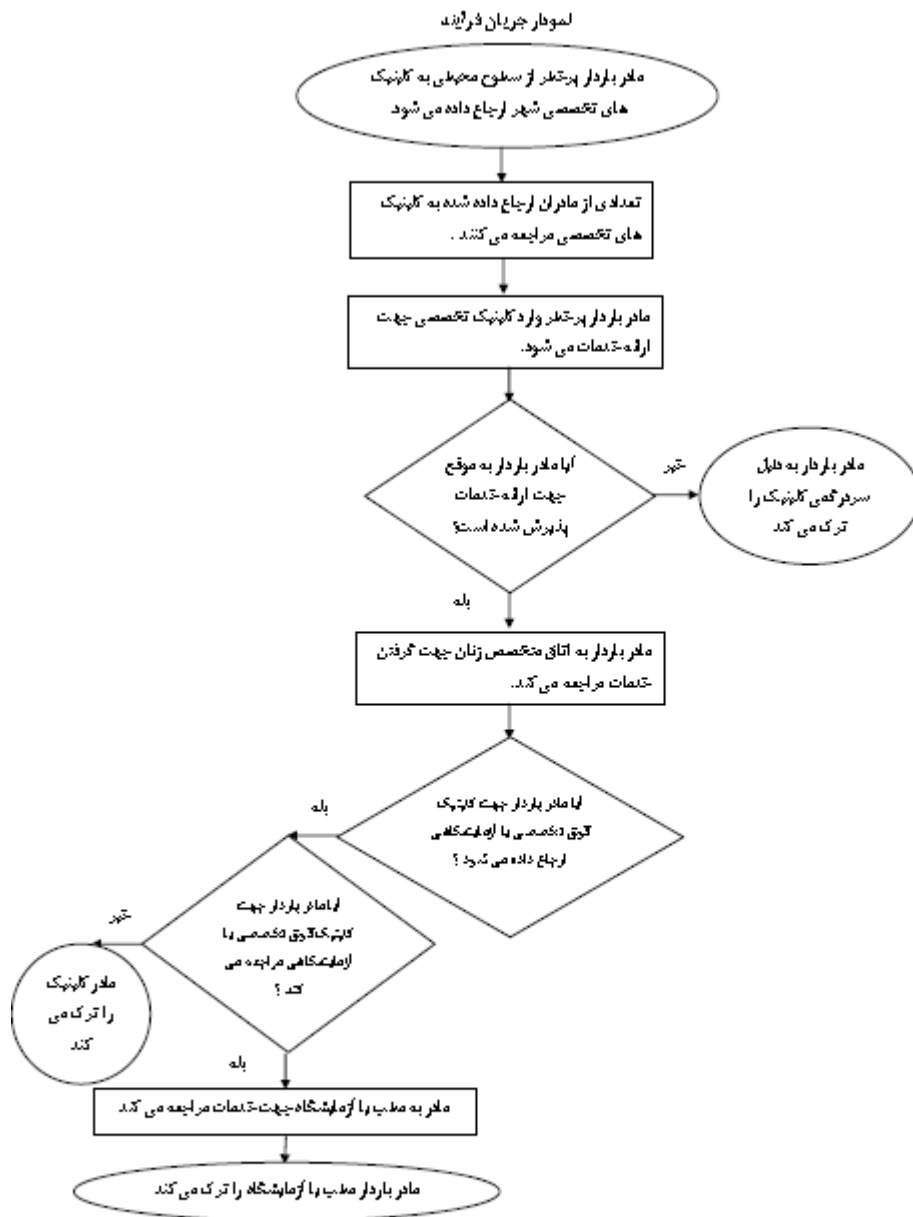 نمودار جریان فرآیند
مادر باردار پرخطر از سطوح محیطی به کلینیک
های تخصصی شهر ارجاع داده می شود.
تعدادی از مادران ارجاع داده شده به کلینیک
های تخصصی مراجعه می کنند .
مادر باردار پرخطر وارد کلینیک تخصصی جهت
ارائه خدمات می شود.
آیا مادر باردار به موقع
جهت ارائه خدمات
پذیرش شده است؟
خیر
مادر باردار به دلیل
سردرگمی کلینیک را
ترک می کند
بله
مادر باردار به اتاق متخصص زنان جهت گرفتن
خدمات مراجعه می کند.
آیا مادر باردار جهت کلینیک
فوق تخصصی یا آزمایشگاهی
ارجاع داده می شود ؟
بله
آیا مادر باردار جهت
کلینیک فوق تخصصی یا
آزمایشگاهی مراجعه می
کند ؟
خیر
مادر کلینیک
را ترک می
کند
بله
مادر به مطب یا آزمایشگاه جهت خدمات مراجعه می کند
مادر باردار مطب یا آزمایشگاه را ترک می کند